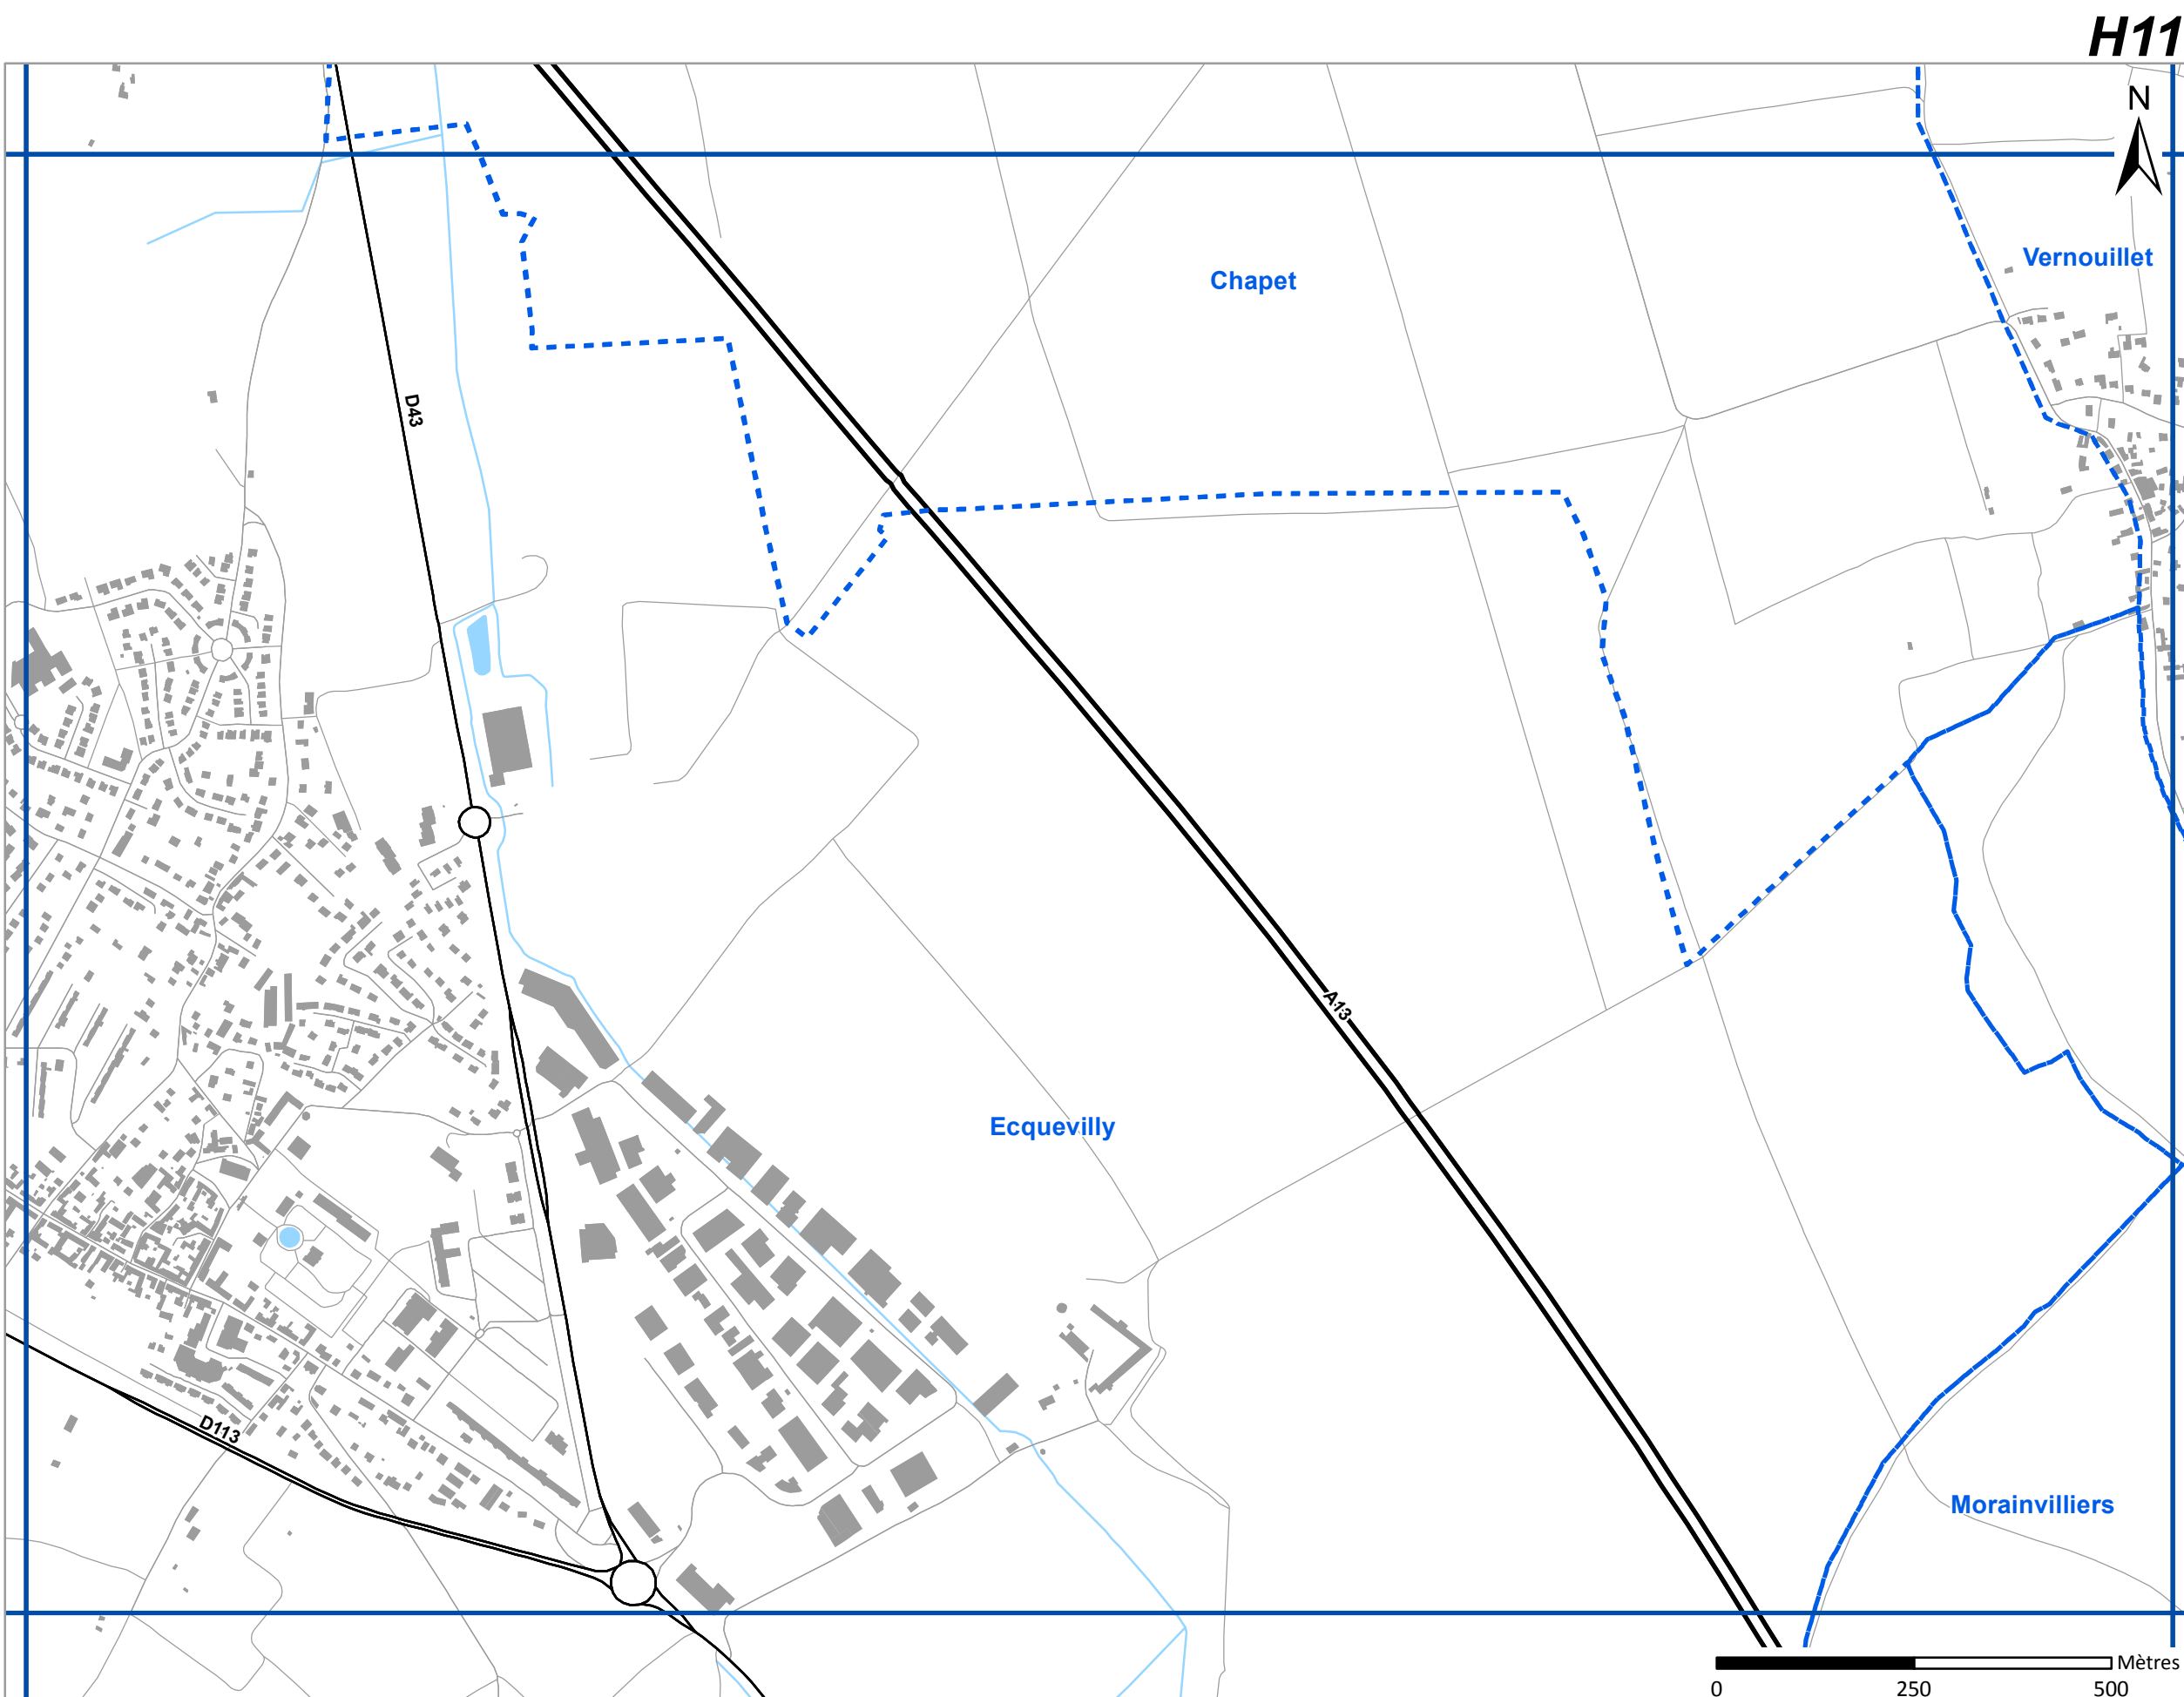 H11
N
Vernouillet
Chapet
D43
A13
Ecquevilly
D113
Morainvilliers
Mètres
0 250 500